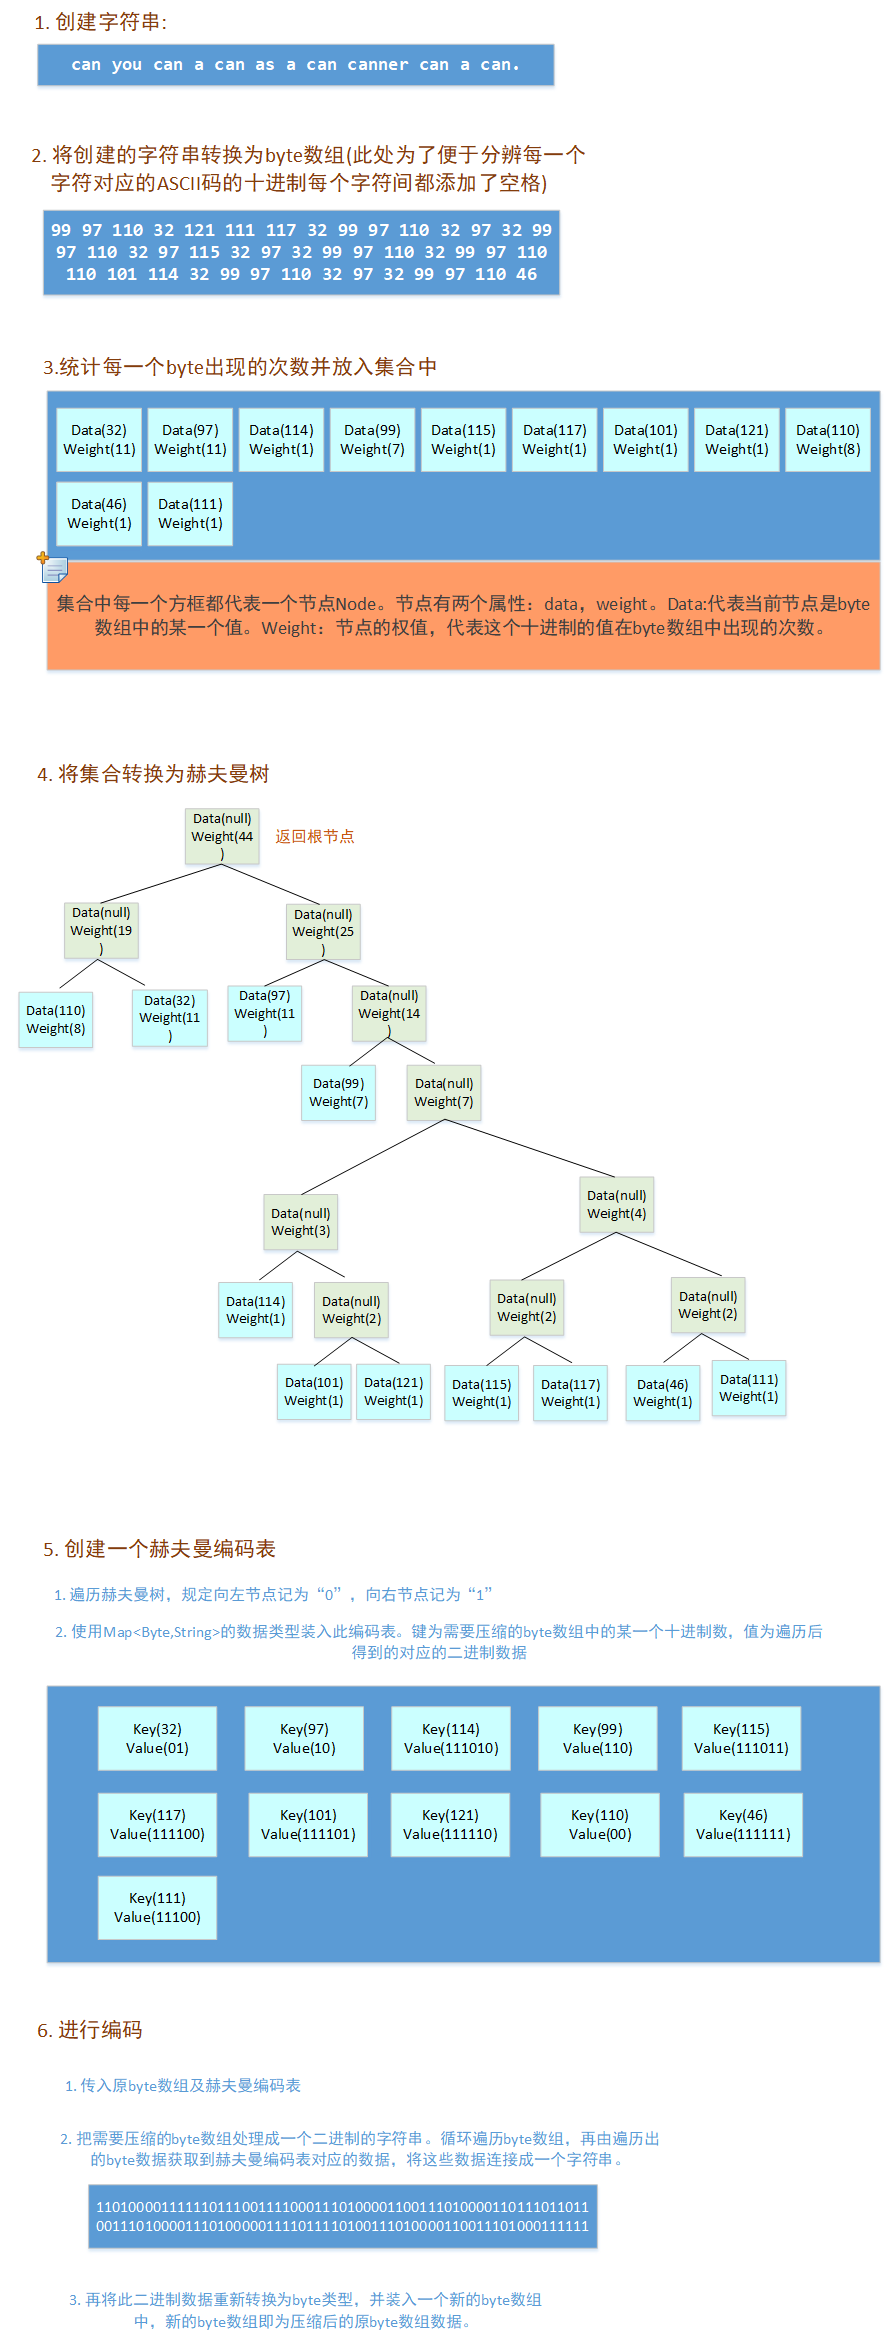 1. 创建字符串:
can you can a can as a can canner can a can.
2. 将创建的字符串转换为byte数组(此处为了便于分辨每一个
字符对应的ASCII码的十进制每个字符间都添加了空格)
99 97 110 32 121 111 117 32 99 97 110 32 97 32 99
97 110 32 97 115 32 97 32 99 97 110 32 99 97 110
110 101 114 32 99 97 110 32 97 32 99 97 110 46
3.统计每一个byte出现的次数并放入集合中
Data(32) Data(97) Data(114) Data(99) Data(115) Data(117) Data(101) Data(121) Data(110)
Weight(11) Weight(11) Weight(1) Weight(7) Weight(1) Weight(1) Weight(1) Weight(1) Weight(8)
Data(46) Data(111)
Weight(1) Weight(1)
集合中每一个方框都代表一个节点Node。节点有两个属性：data，weight。Data:代表当前节点是byte
数组中的某一个值。Weight：节点的权值，代表这个十进制的值在byte数组中出现的次数。
4. 将集合转换为赫夫曼树
Data(null)
Weight(44
)
返回根节点
Data(null)
Weight(19
)
Data(null)
Weight(25
)
Data(110)
Weight(8)
Data(32)
Weight(11
)
Data(97)
Weight(11
)
Data(null)
Weight(14
)
Data(99)
Weight(7)
Data(null)
Weight(7)
Data(null)
Weight(3)
Data(null)
Weight(4)
Data(114)
Weight(1)
Data(null)
Weight(2)
Data(null)
Weight(2)
Data(null)
Weight(2)
Data(101)
Weight(1)
Data(121)
Weight(1)
Data(115)
Weight(1)
Data(117)
Weight(1)
Data(46)
Weight(1)
Data(111)
Weight(1)
5. 创建一个赫夫曼编码表
1. 遍历赫夫曼树，规定向左节点记为“0”，向右节点记为“1”
2. 使用Map<Byte,String>的数据类型装入此编码表。键为需要压缩的byte数组中的某一个十进制数，值为遍历后
得到的对应的二进制数据
Key(32) Key(97) Key(114) Key(99) Key(115)
Value(01) Value(10) Value(111010) Value(110) Value(111011)
Key(117) Key(101) Key(121) Key(110) Key(46)
Value(111100) Value(111101) Value(111110) Value(00) Value(111111)
Key(111)
Value(11100)
6. 进行编码
1. 传入原byte数组及赫夫曼编码表
2. 把需要压缩的byte数组处理成一个二进制的字符串。循环遍历byte数组，再由遍历出
的byte数据获取到赫夫曼编码表对应的数据，将这些数据连接成一个字符串。
1101000011111101110011110001110100001100111010000110111011011
0011101000011101000001111011110100111010000110011101000111111
3. 再将此二进制数据重新转换为byte类型，并装入一个新的byte数组
中，新的byte数组即为压缩后的原byte数组数据。